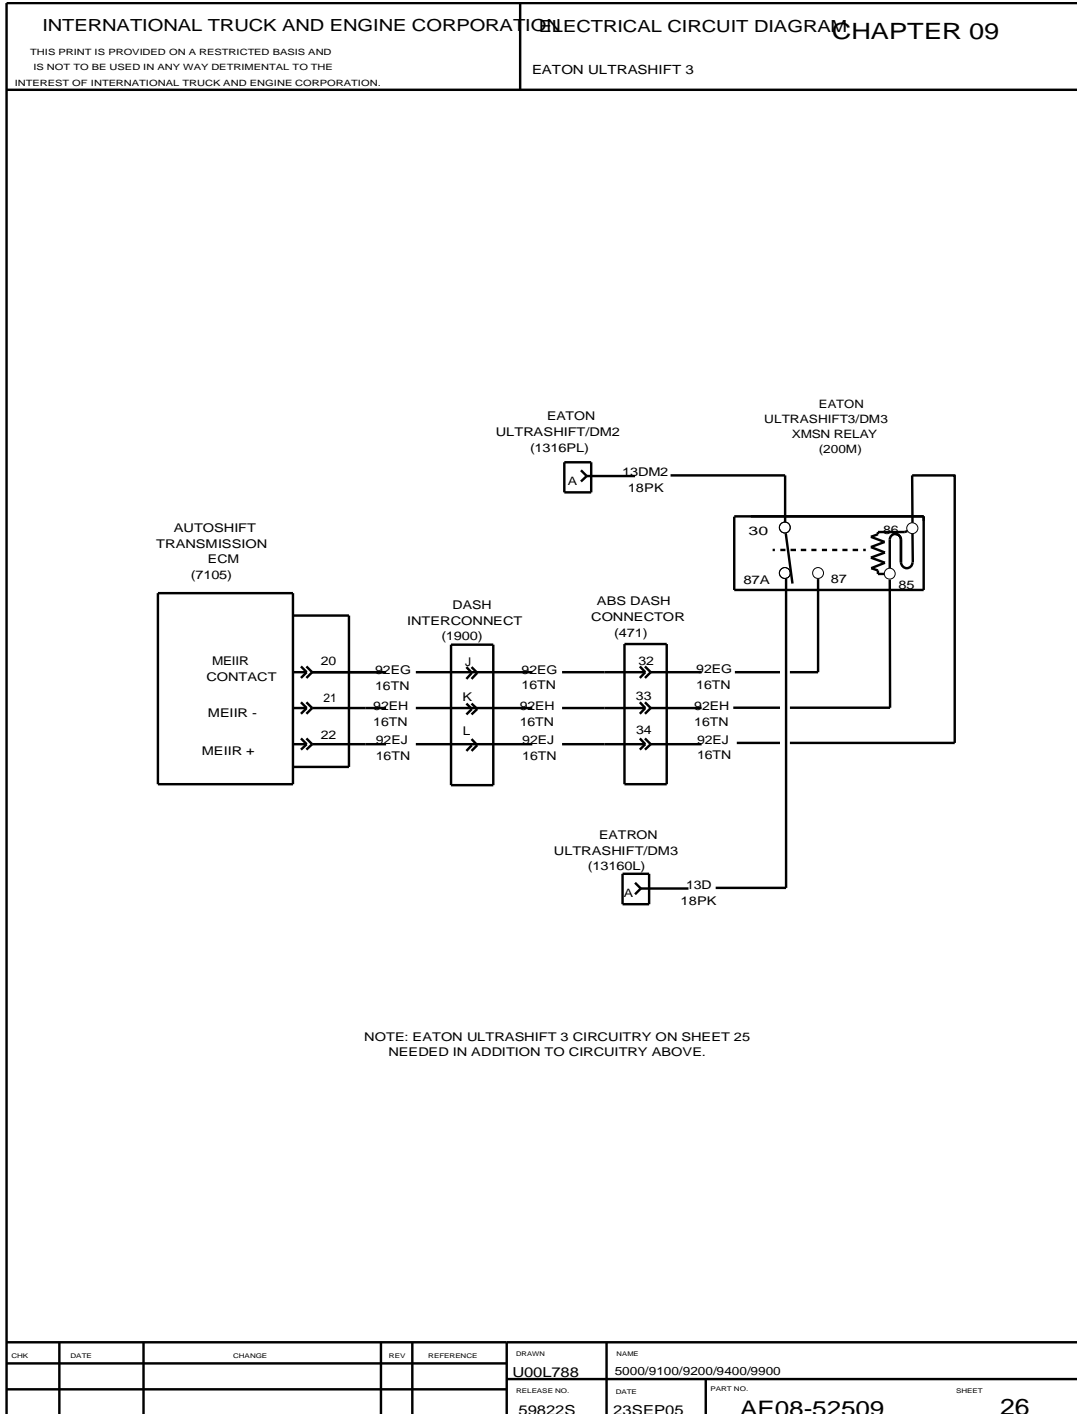 INTERNATIONAL TRUCK AND ENGINE CORPORATION
THIS PRINT IS PROVIDED ON A RESTRICTED BASIS AND
IS NOT TO BE USED IN ANY WAY DETRIMENTAL TO THE
INTEREST OF INTERNATIONAL TRUCK AND ENGINE CORPORATION.
ELECTRICAL CIRCUIT DIAGRAM
CHAPTER 09
EATON ULTRASHIFT 3
EATON
ULTRASHIFT/DM2
(1316PL)
A
13DM2
18PK
EATON
ULTRASHIFT3/DM3
XMSN RELAY
(200M)
30
86
87A
87
85
AUTOSHIFT
TRANSMISSION
ECM
(7105)
DASH
INTERCONNECT
(1900)
ABS DASH
CONNECTOR
(471)
MEIIR
CONTACT
20
92EG
16TN
J
92EG
16TN
32
92EG
16TN
MEIIR -
21
92EH
16TN
K
92EH
16TN
33
92EH
16TN
MEIIR +
22
92EJ
16TN
L
92EJ
16TN
34
92EJ
16TN
EATRON
ULTRASHIFT/DM3
(13160L)
A
13D
18PK
NOTE: EATON ULTRASHIFT 3 CIRCUITRY ON SHEET 25
NEEDED IN ADDITION TO CIRCUITRY ABOVE.
CHK DATE CHANGE REV REFERENCE
DRAWN
U00L788
NAME
5000/9100/9200/9400/9900
RELEASE NO.
59822S
DATE
23SEP05
PART NO.
AE08-52509
SHEET
26